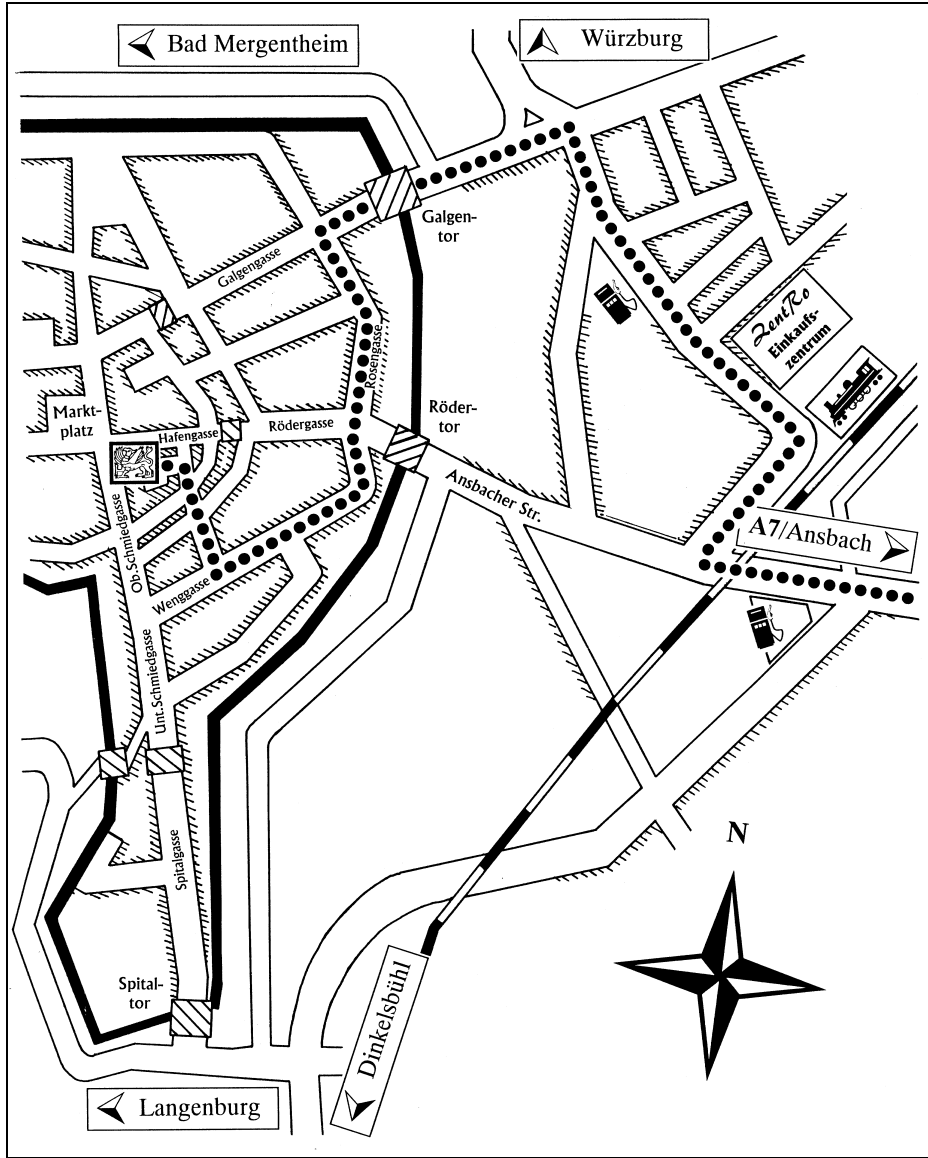 Bad Mergentheim
Würzburg
Galgen-
tor
Galgengasse
ZentRo
Einkaufs-
zentrum
Rosengasse
Markt-
platz
Hafengasse
Rödergasse
Röder-
tor
Ansbacher Str.
A7/Ansbach
Ob.Schmiedgasse
Wenggasse
Unt.Schmiedgasse
N
Spitalgasse
Spital-
tor
Dinkelsbühl
Langenburg